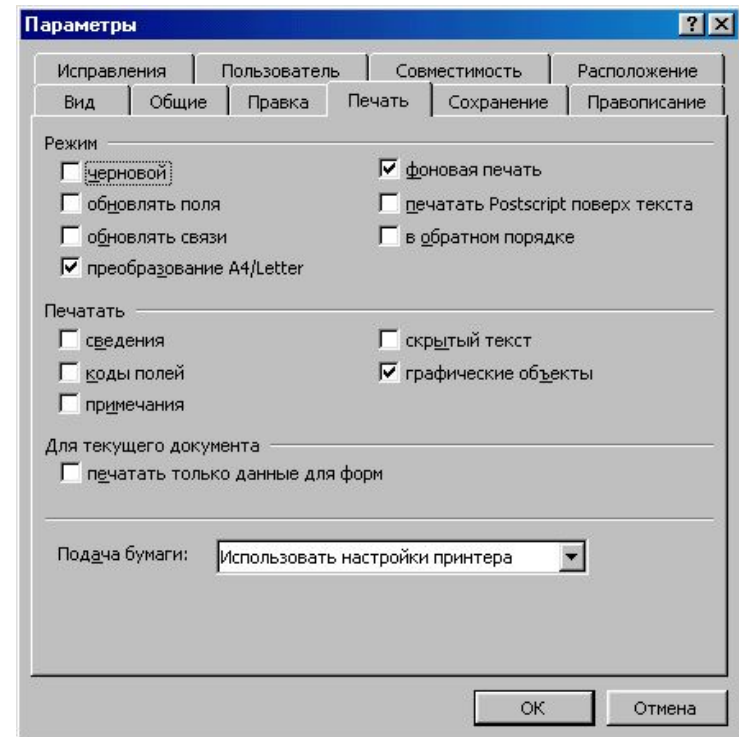 Параметры
Исправления Пользователь Совместимость Расположение
Вид Общие Правка Печать Сохранение Правописание
Режим
черновой фоновая печать
обновлять поля печатать Postscript поверх текста
обновлять связи в обратном порядке
преобразование A4/Letter
Печатать
сведения скрытый текст
коды полей графические объекты
примечания
Для текущего документа
печатать только данные для форм
Подача бумаги: Использовать настройки принтера
ОК Отмена